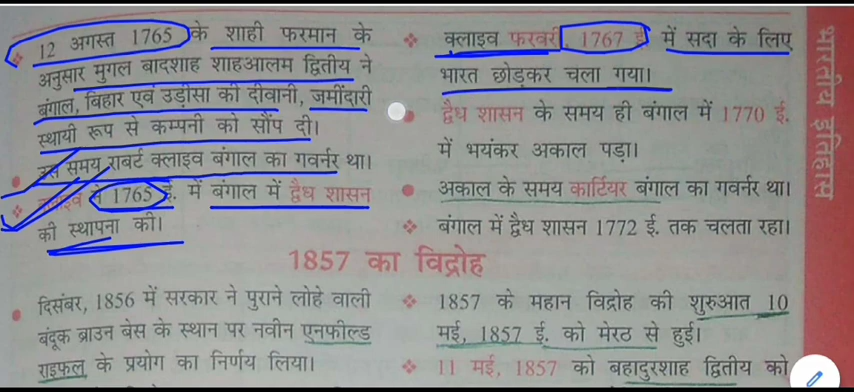 12 अगस्त 1765 के शाही फरमान के
अनुसार मुगल बादशाह शाहआलम द्वितीय ने
बंगाल, बिहार एवं उड़ीसा की दीवानी, जमींदारी
स्थायी रूप से कम्पनी को सौंप दी।
उस समय राबर्ट क्लाइव बंगाल का गवर्नर था।
क्लाइव ने 1765 ई. में बंगाल में द्वैध शासन
की स्थापना की।
क्लाइव फरवरी, 1767 ई. में सदा के लिए
भारत छोड़कर चला गया।
द्वैध शासन के समय ही बंगाल में 1770 ई.
में भयंकर अकाल पड़ा।
अकाल के समय कार्टियर बंगाल का गवर्नर था।
बंगाल में द्वैध शासन 1772 ई. तक चलता रहा।
1857 का विद्रोह
दिसंबर, 1856 में सरकार ने पुराने लोहे वाली
बंदूक ब्राउन बेस के स्थान पर नवीन एनफील्ड
राइफल के प्रयोग का निर्णय लिया।
1857 के महान विद्रोह की शुरुआत 10
मई, 1857 ई. को मेरठ से हुई।
11 मई, 1857 को बहादुरशाह द्वितीय को
भारतीय इतिहास